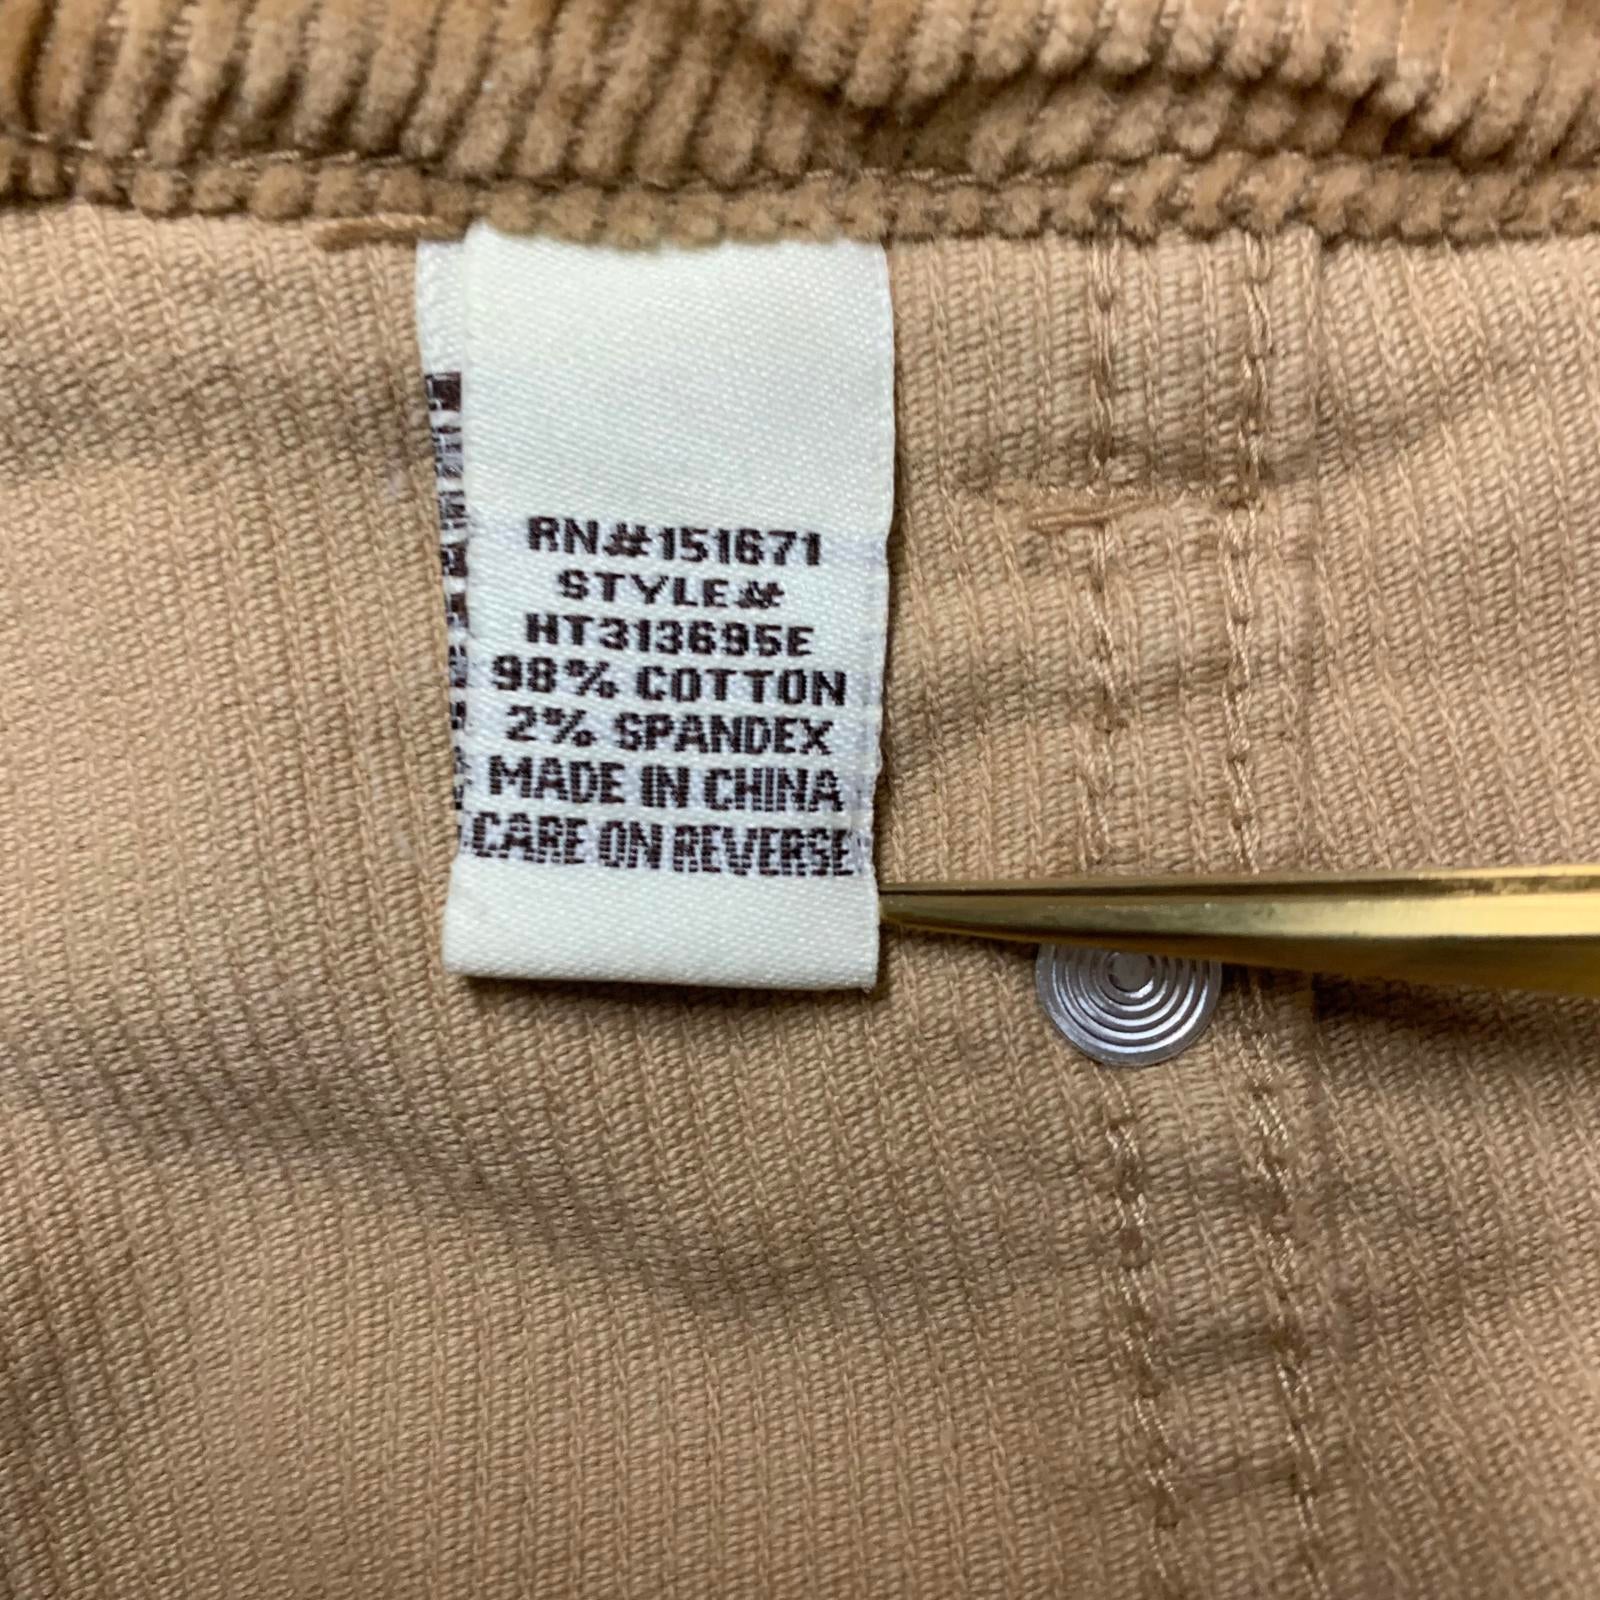 RN#151671
STYLE#
HT313695E
98% COTTON
2% SPANDEX
MADE IN CHINA
CARE ON REVERSE